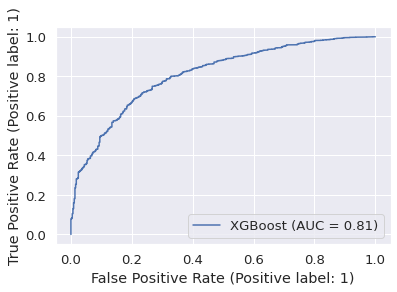 True Positive Rate (Positive label: 1)
1.0
0.8
0.6
0.4
0.2
0.0
XGBoost (AUC = 0.81)
0.0 0.2 0.4 0.6 0.8 1.0
False Positive Rate (Positive label: 1)